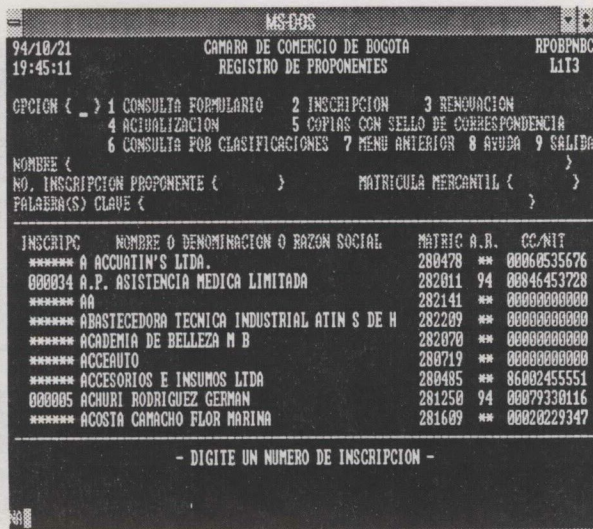 MS-DOS
94/10/21 CAMARA DE COMERCIO DE BOGOTA RPOBPNBC
19:45:11 REGISTRO DE PROPONENTES L1T3
OPCION { _ } 1 CONSULTA FORMULARIO 2 INSCRIPCION 3 RENOVACION
4 ACTUALIZACION 5 COPIAS CON SELLO DE CORRESPONDENCIA
6 CONSULTA POR CLASIFICACIONES 7 MENU ANTERIOR 8 AYUDA 9 SALIDA
NOMBRE { }
NO. INSCRIPCION PROPONENTE { } MATRICULA MERCANTIL { }
PALABRA(S) CLAVE { }
INSCRIPC NOMBRE O DENOMINACION O RAZON SOCIAL MATRIC A.R. CC/NIT
****** A ACCUATIN'S LTDA. 280478 ** 00060535676
000034 A.P. ASISTENCIA MEDICA LIMITADA 282011 94 00846453728
****** AA 282141 ** 00000000000
****** ABASTECEDORA TECNICA INDUSTRIAL ATIN S DE H 282209 ** 00000000000
****** ACADEMIA DE BELLEZA M B 282070 ** 00000000000
****** ACCEAUTO 280719 ** 00000000000
****** ACCESORIOS E INSUMOS LTDA 280485 ** 86002455551
000005 ACHURI RODRIGUEZ GERMAN 281250 94 00079330116
****** ACOSTA CAMACHO FLOR MARINA 281609 ** 00020229347
- DIGITE UN NUMERO DE INSCRIPCION -
NA